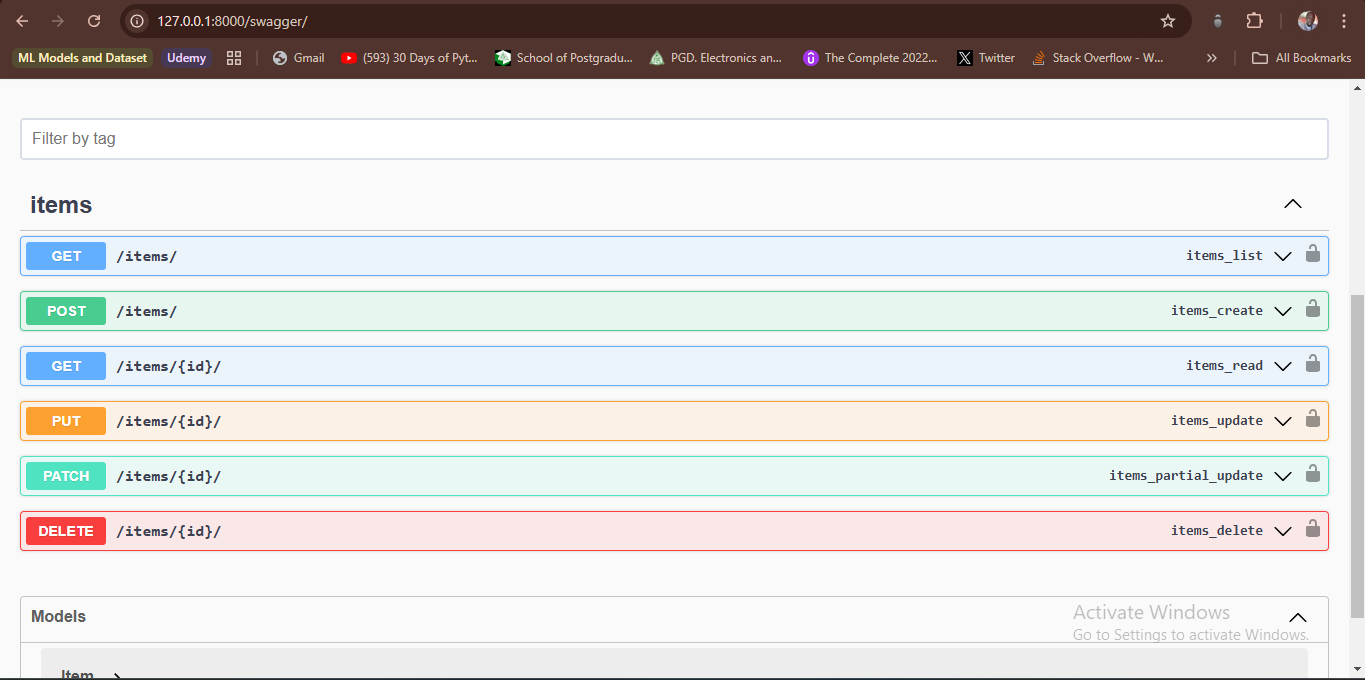 127.0.0.1:8000/swagger/
ML Models and Dataset Udemy Gmail (593) 30 Days of Pyt... School of Postgradu... PGD. Electronics an... The Complete 2022... Twitter Stack Overflow - W... » All Bookmarks
Filter by tag
items
GET /items/ items_list
POST /items/ items_create
GET /items/{id}/ items_read
PUT /items/{id}/ items_update
PATCH /items/{id}/ items_partial_update
DELETE /items/{id}/ items_delete
Models
Activate Windows
Go to Settings to activate Windows.
Item